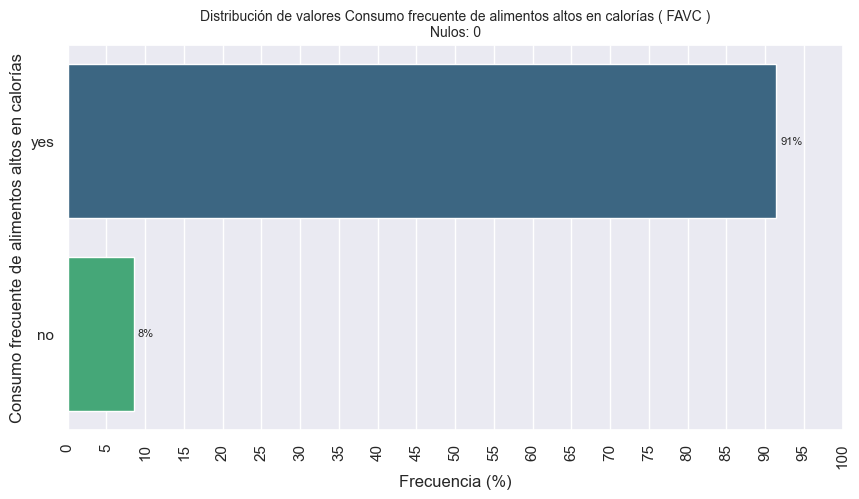 Distribución de valores Consumo frecuente de alimentos altos en calorías ( FAVC )
Nulos: 0
Consumo frecuente de alimentos altos en calorías
yes
91%
no
8%
0 5 10 15 20 25 30 35 40 45 50 55 60 65 70 75 80 85 90 95 100
Frecuencia (%)